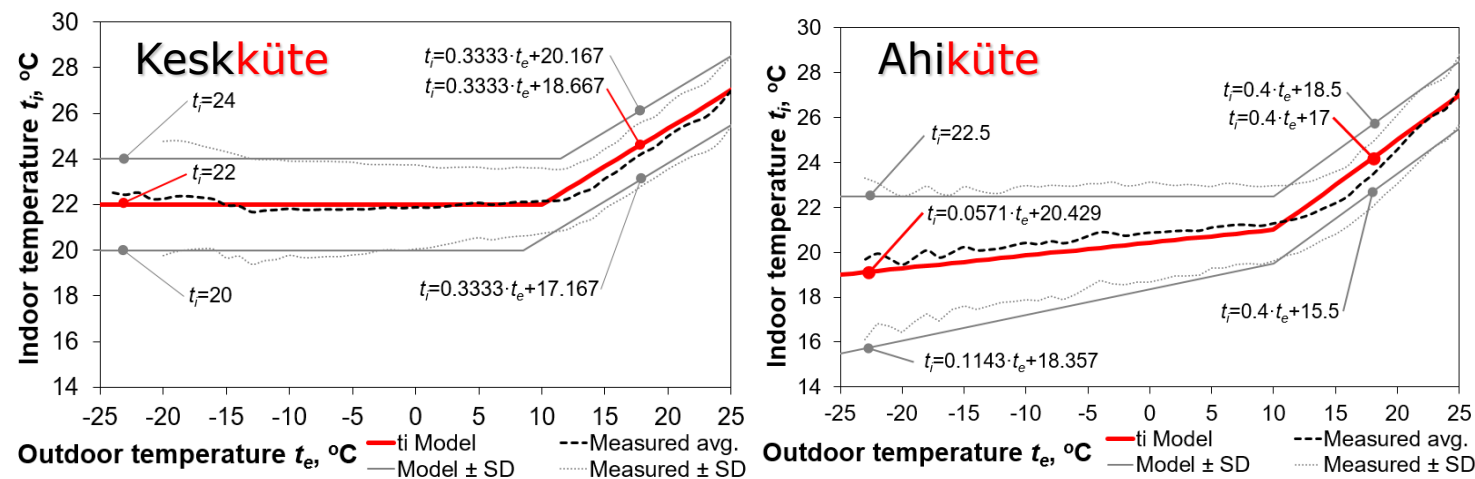 Keskküte
Indoor temperature ti, ºC
30
28
26
24
22
20
18
16
14
ti=24
ti=22
ti=20
ti=0.3333·te+20.167
ti=0.3333·te+18.667
ti=0.3333·te+17.167
-25 -20 -15 -10 -5 0 5 10 15 20 25
Outdoor temperature te, ºC
ti Model
Measured avg.
Model ± SD
Measured ± SD
Ahiküte
Indoor temperature ti, ºC
30
28
26
24
22
20
18
16
14
ti=22.5
ti=0.4·te+18.5
ti=0.4·te+17
ti=0.0571·te+20.429
ti=0.4·te+15.5
ti=0.1143·te+18.357
-25 -20 -15 -10 -5 0 5 10 15 20 25
Outdoor temperature te, ºC
ti Model
Measured avg.
Model ± SD
Measured ± SD